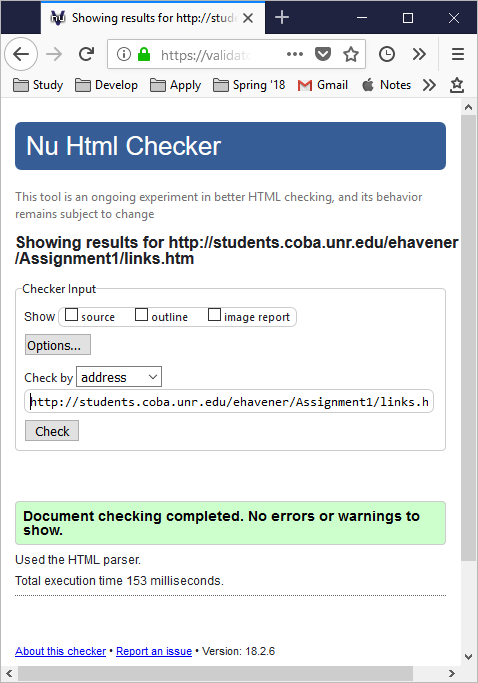 Showing results for http://stude
https://validato
Study
Develop
Apply
Spring '18
Gmail
Notes
Nu Html Checker
This tool is an ongoing experiment in better HTML checking, and its behavior
remains subject to change
Showing results for http://students.coba.unr.edu/ehavener
/Assignment1/links.htm
Checker Input
Show source outline image report
Options...
Check by address
http://students.coba.unr.edu/ehavener/Assignment1/links.h
Check
Document checking completed. No errors or warnings to
show.
Used the HTML parser.
Total execution time 153 milliseconds.
About this checker • Report an issue • Version: 18.2.6